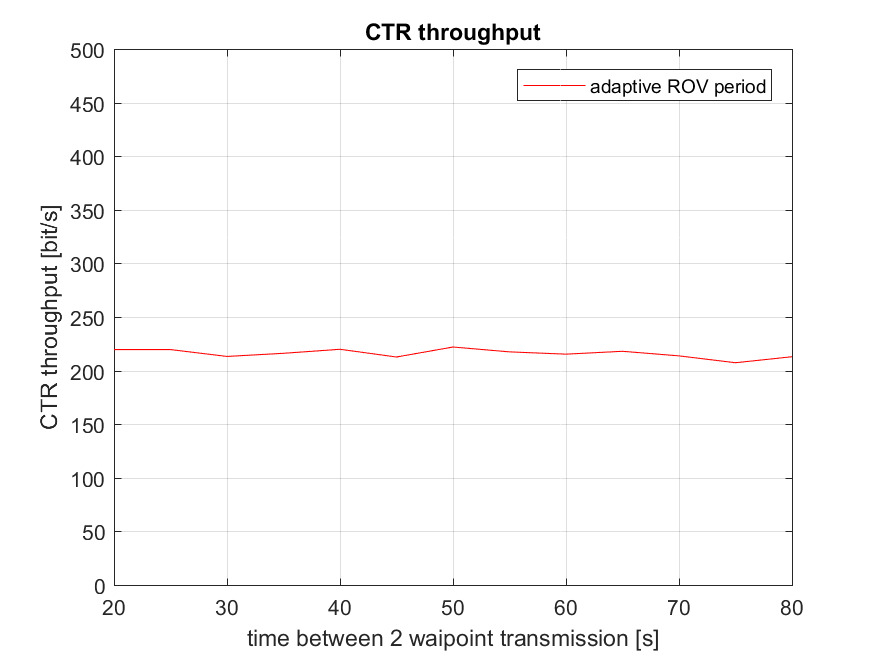 CTR throughput
adaptive ROV period
CTR throughput [bit/s]
500
450
400
350
300
250
200
150
100
50
0
20 30 40 50 60 70 80
time between 2 waipoint transmission [s]